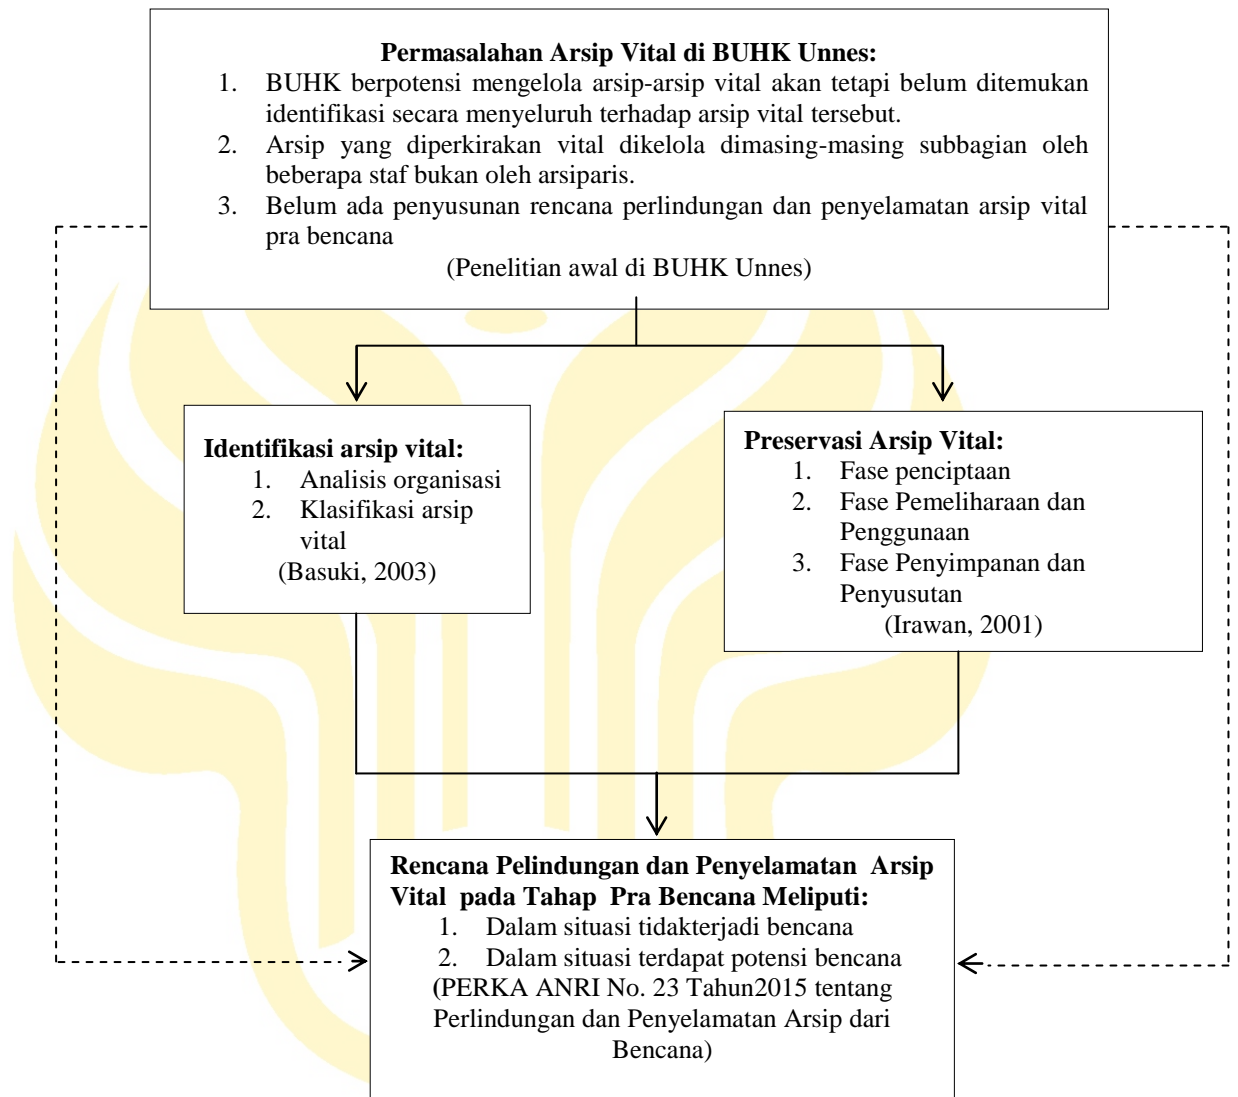 Permasalahan Arsip Vital di BUHK Unnes:
1. BUHK berpotensi mengelola arsip-arsip vital akan tetapi belum ditemukan
identifikasi secara menyeluruh terhadap arsip vital tersebut.
2. Arsip yang diperkirakan vital dikelola dimasing-masing subbagian oleh
beberapa staf bukan oleh arsiparis.
3. Belum ada penyusunan rencana perlindungan dan penyelamatan arsip vital
pra bencana
(Penelitian awal di BUHK Unnes)
Identifikasi arsip vital:
1. Analisis organisasi
2. Klasifikasi arsip
vital
(Basuki, 2003)
Preservasi Arsip Vital:
1. Fase penciptaan
2. Fase Pemeliharaan dan
Penggunaan
3. Fase Penyimpanan dan
Penyusutan
(Irawan, 2001)
Rencana Pelindungan dan Penyelamatan Arsip
Vital pada Tahap Pra Bencana Meliputi:
1. Dalam situasi tidakterjadi bencana
2. Dalam situasi terdapat potensi bencana
(PERKA ANRI No. 23 Tahun2015 tentang
Perlindungan dan Penyelamatan Arsip dari
Bencana)